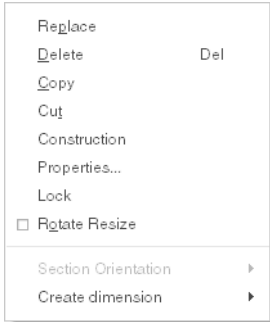 Replace
Delete Del
Copy
Cut
Construction
Properties...
Lock
Rotate Resize
Section Orientation
Create dimension